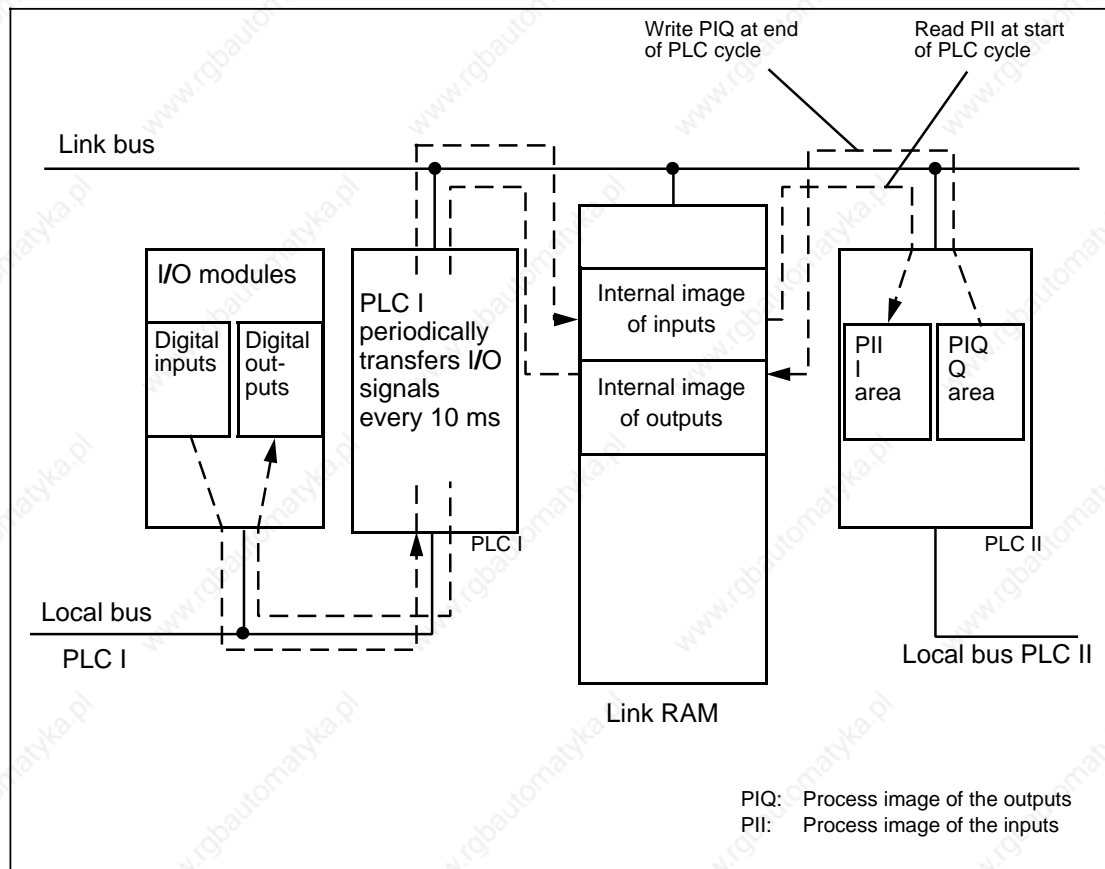 Write PIQ at end
of PLC cycle
Read PII at start
of PLC cycle
Link bus
I/O modules
Digital
inputs
Digital
out-
puts
PLC I
periodically
transfers I/O
signals
every 10 ms
PLC I
Internal image
of inputs
Internal image
of outputs
PII
I
area
PIQ
Q
area
PLC II
Local bus
PLC I
Local bus PLC II
Link RAM
PIQ: Process image of the outputs
PII: Process image of the inputs
www.rgbautomatyka.pl